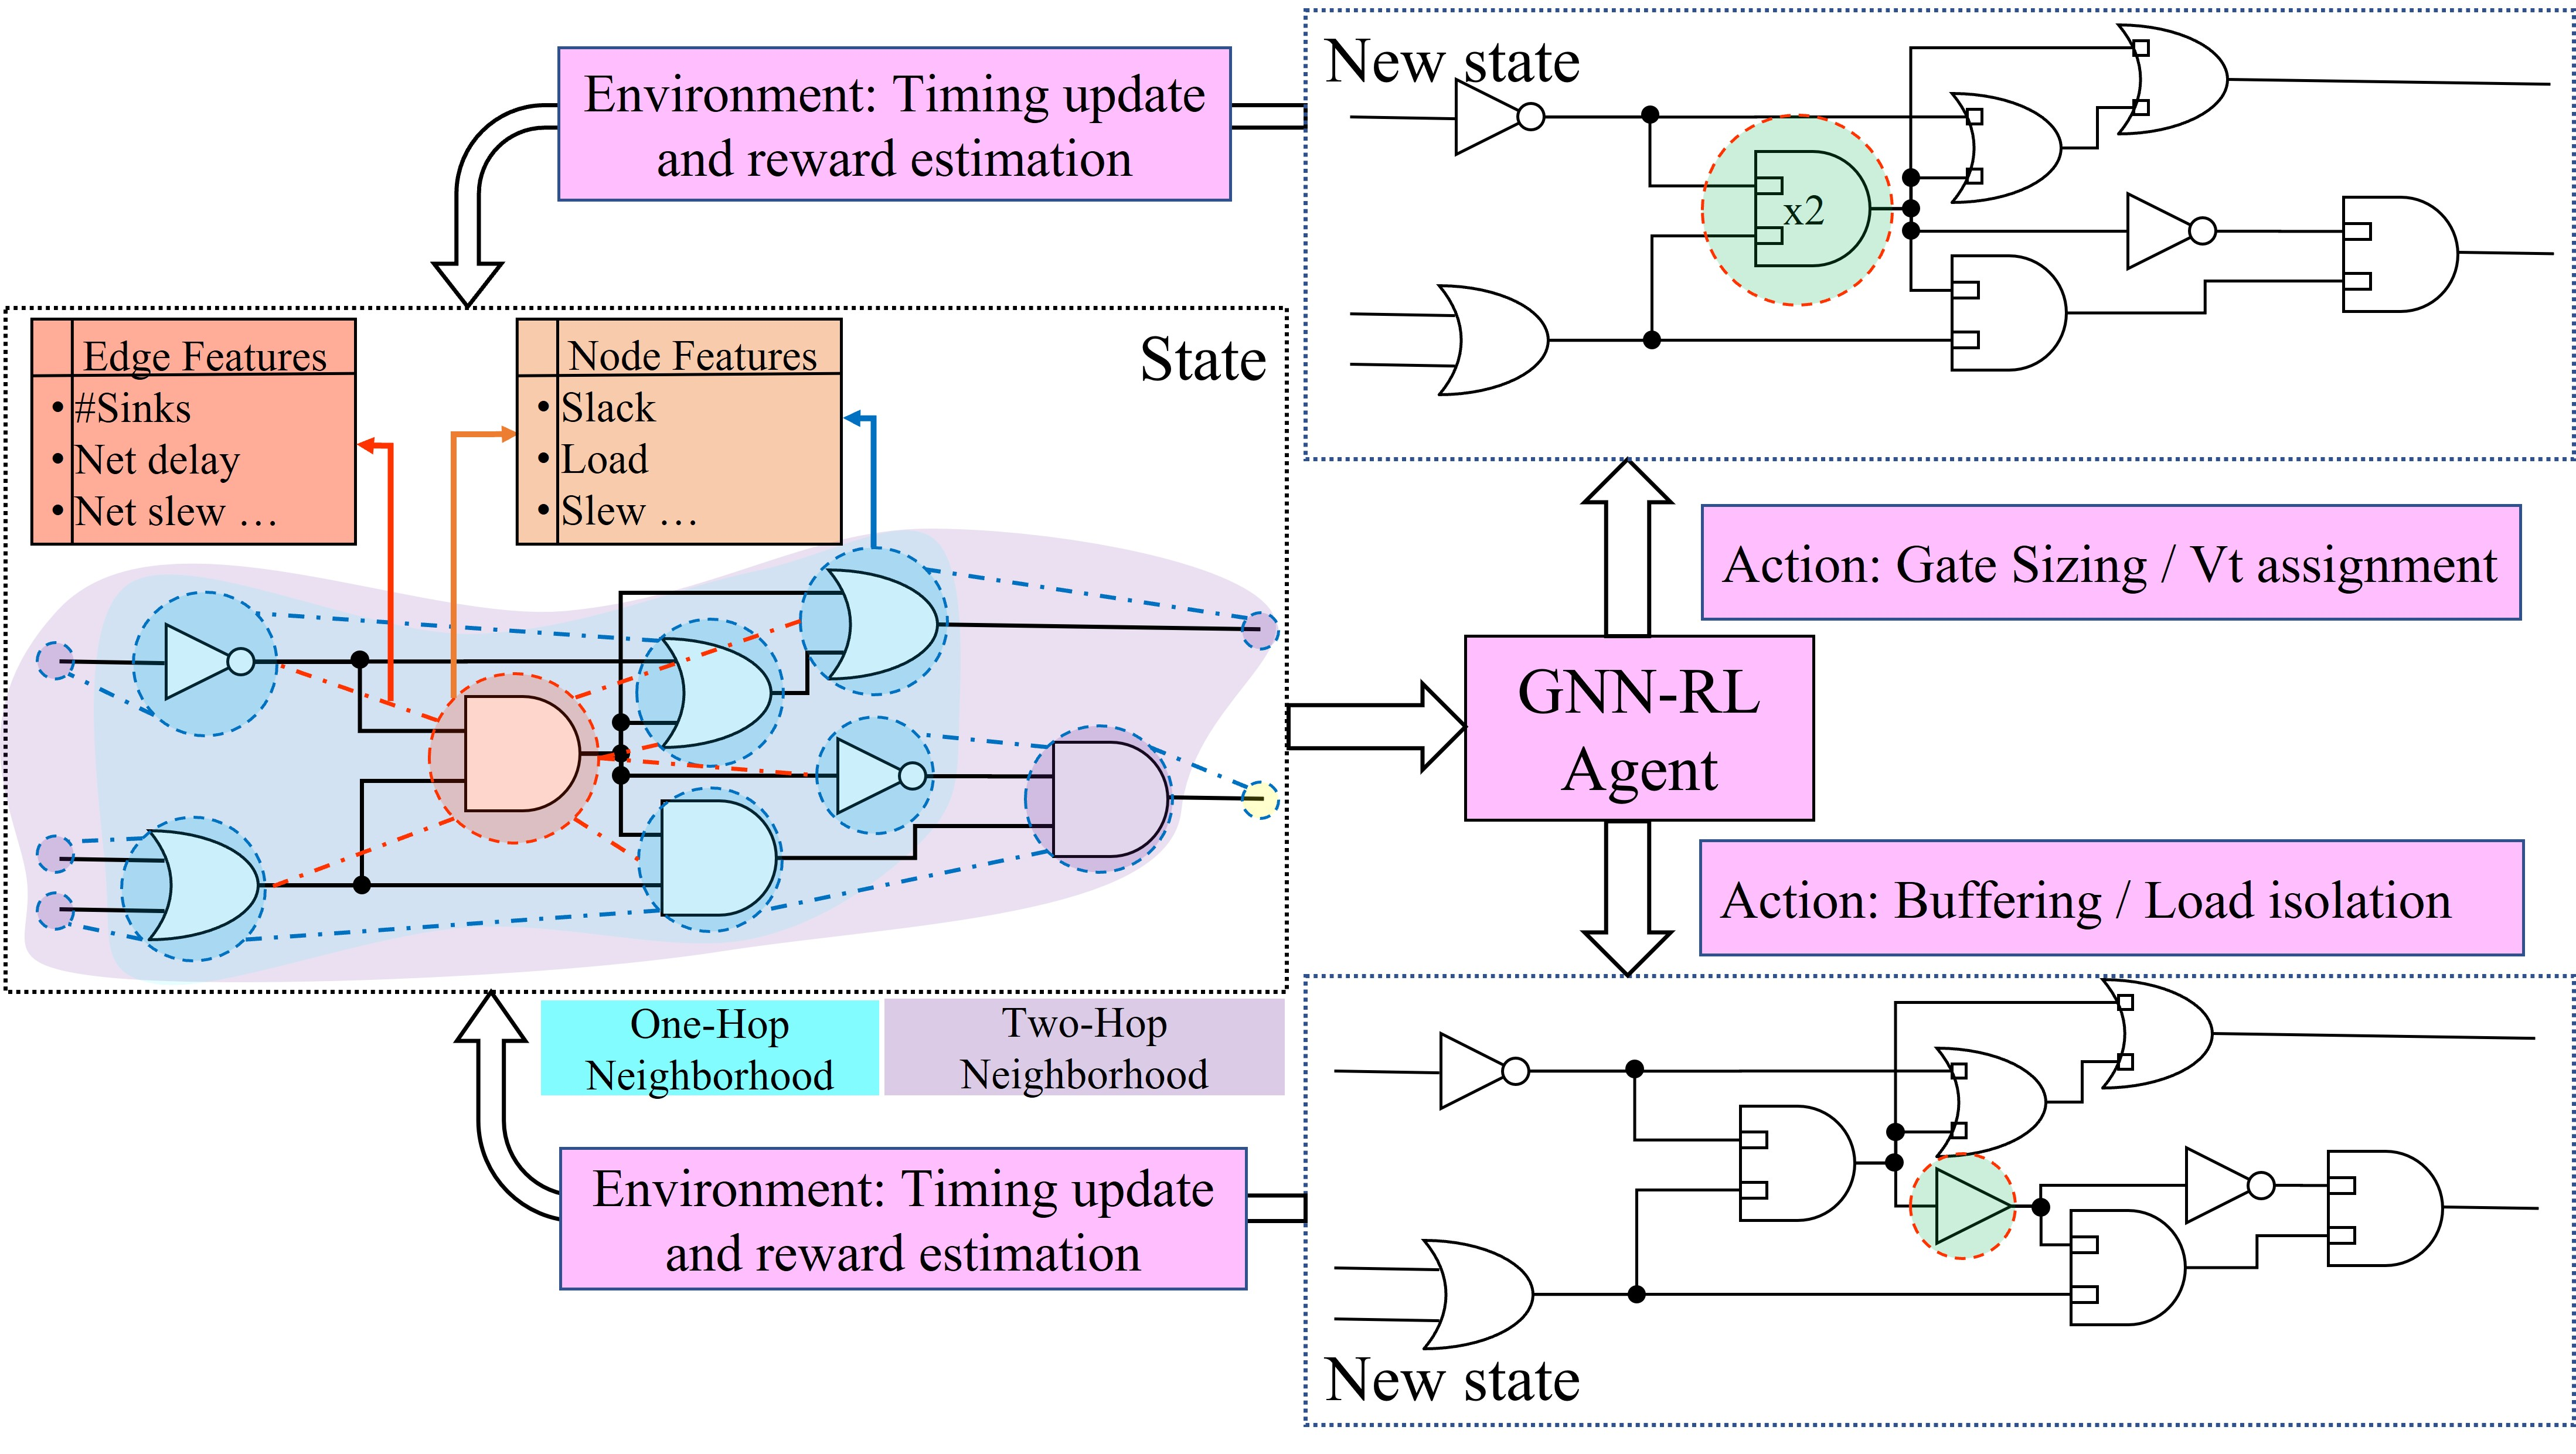 Environment: Timing update
and reward estimation
New state
x2
Edge Features
• #Sinks
• Net delay
• Net slew …
Node Features
• Slack
• Load
• Slew …
State
Action: Gate Sizing / Vt assignment
GNN-RL
Agent
Action: Buffering / Load isolation
One-Hop
Neighborhood
Two-Hop
Neighborhood
Environment: Timing update
and reward estimation
New state